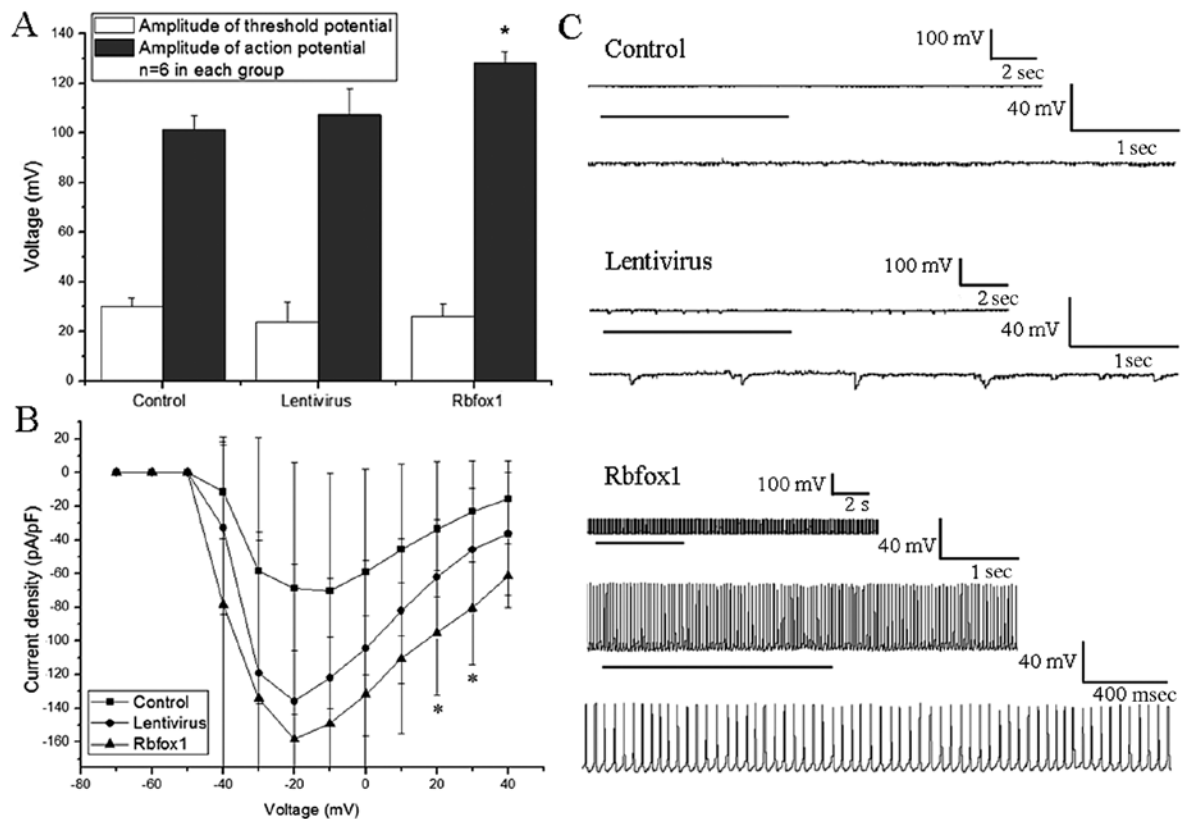 A
Amplitude of threshold potential
Amplitude of action potential
n=6 in each group
*
140
120
100
80
60
40
20
0
Voltage (mV)
Control
Lentivirus
Rbfox1
B
20
0
-20
-40
-60
-80
-100
-120
-140
-160
Current density (pA/pF)
Control
Lentivirus
Rbfox1
*
*
-80
-60
-40
-20
0
20
40
Voltage (mV)
C
Control
100 mV
2 sec
40 mV
1 sec
Lentivirus
100 mV
2 sec
40 mV
1sec
Rbfox1
100 mV
2 s
40 mV
1 sec
40 mV
400 msec